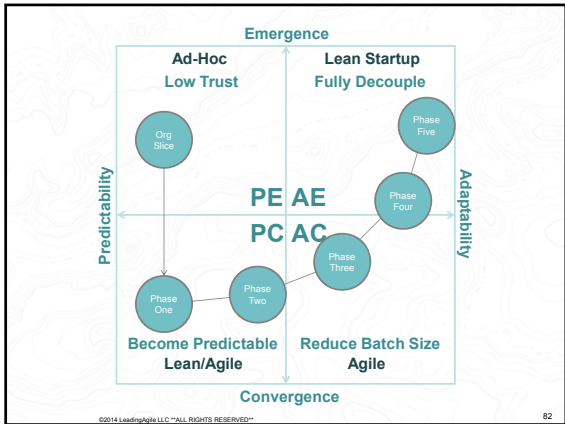 Emergence
Ad-Hoc
Low Trust
Lean Startup
Fully Decouple
Org
Slice
Phase
Five
Phase
Four
Predictability
PE AE
PC AC
Adaptability
Phase
Three
Phase
Two
Phase
One
Become Predictable
Lean/Agile
Reduce Batch Size
Agile
Convergence
©2014 LeadingAgile LLC **ALL RIGHTS RESERVED**
82